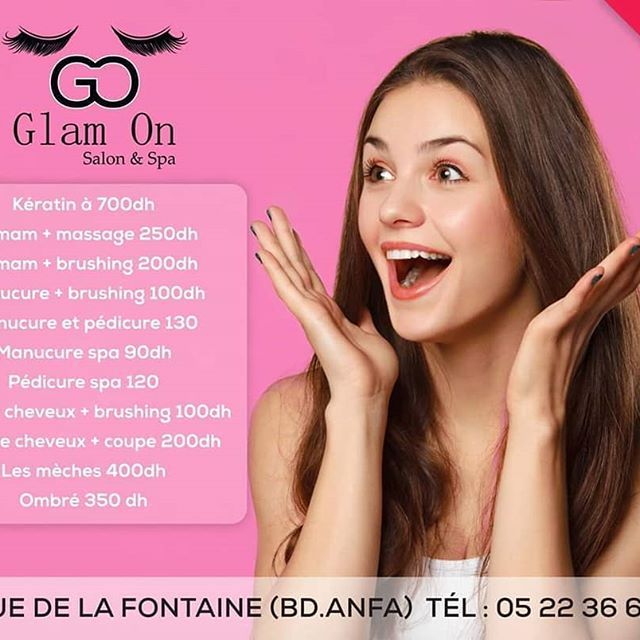 GO
Glam On
Salon & Spa
Kératin à 700dh
mam + massage 250dh
mam + brushing 200dh
ucure + brushing 100dh
nucure et pédicure 130
Manucure spa 90dh
Pédicure spa 120
cheveux + brushing 100dh
e cheveux + coupe 200dh
Les mèches 400dh
Ombré 350 dh
UE DE LA FONTAINE (BD.ANFA) TÉL : 05 22 36 6